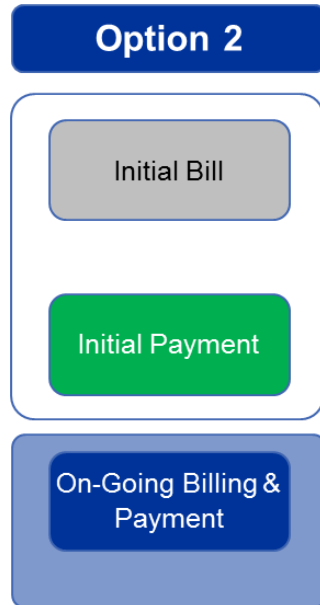 Option 2
Initial Bill
Initial Payment
On-Going Billing &
Payment